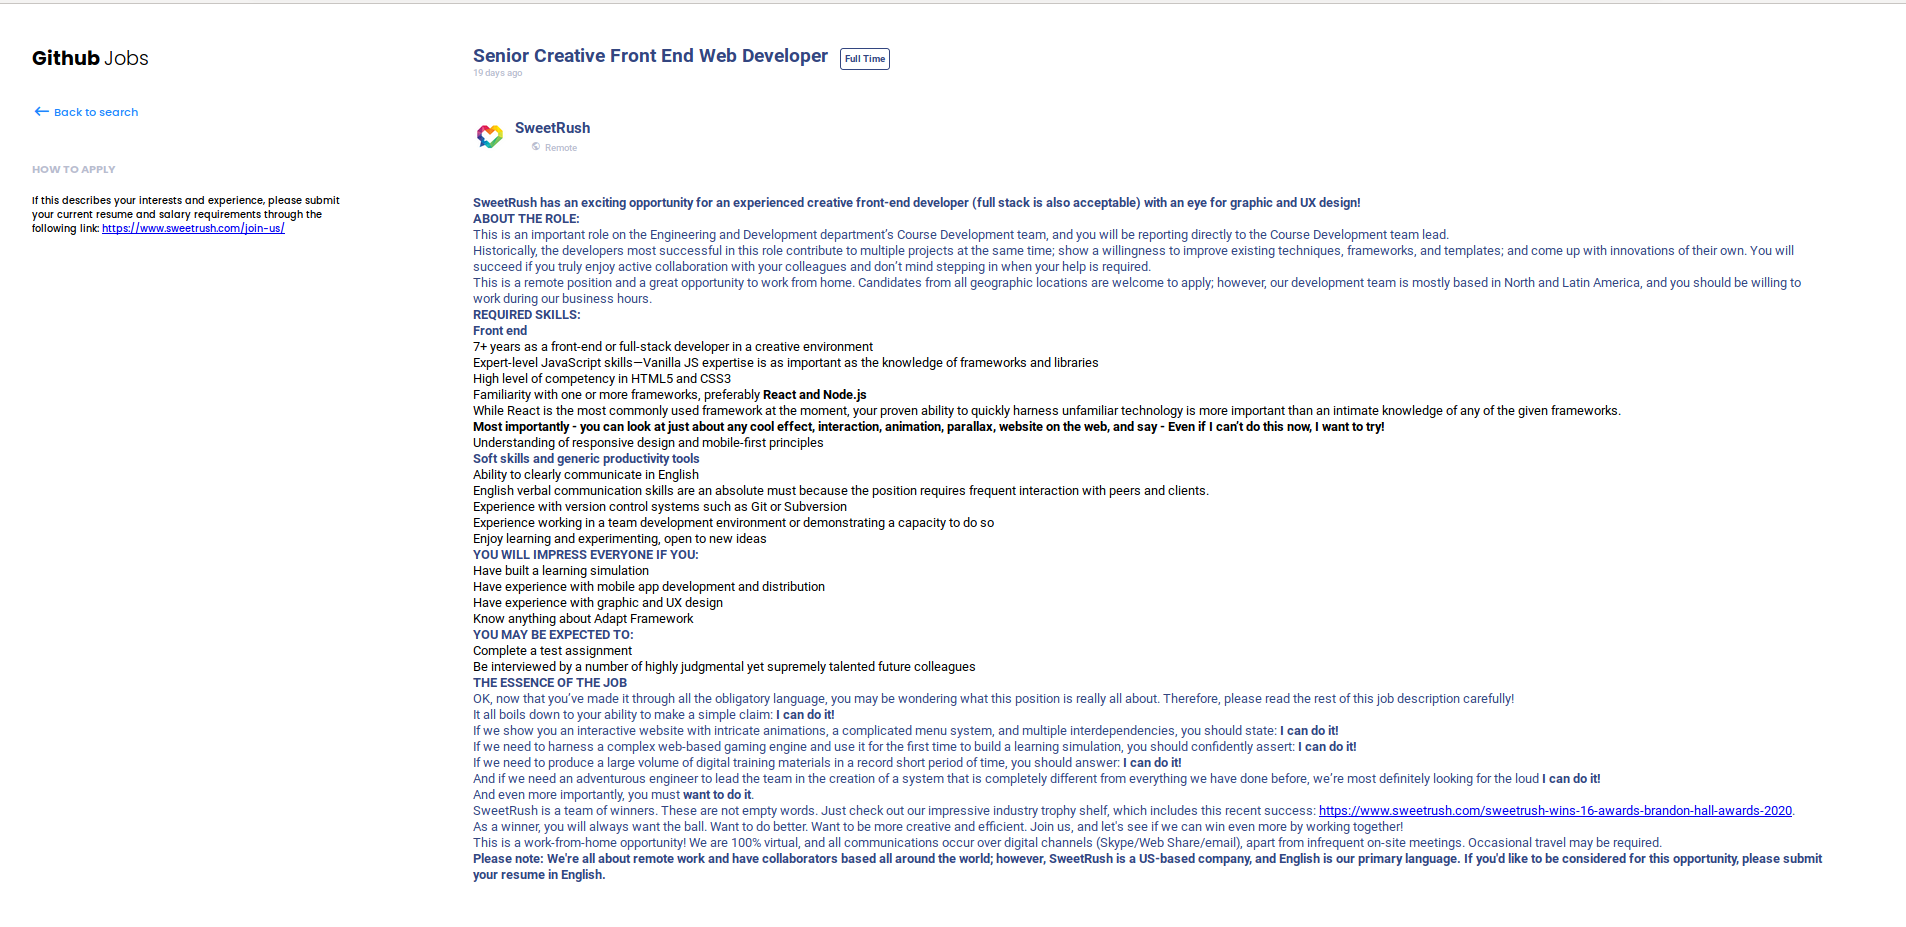 Github Jobs
Back to search
HOW TO APPLY
If this describes your interests and experience, please submit
your current resume and salary requirements through the
following link: https://www.sweetrush.com/join-us/
Senior Creative Front End Web Developer Full Time
19 days ago
SweetRush
Remote
SweetRush has an exciting opportunity for an experienced creative front-end developer (full stack is also acceptable) with an eye for graphic and UX design!
ABOUT THE ROLE:
This is an important role on the Engineering and Development department’s Course Development team, and you will be reporting directly to the Course Development team lead.
Historically, the developers most successful in this role contribute to multiple projects at the same time; show a willingness to improve existing techniques, frameworks, and templates; and come up with innovations of their own. You will
succeed if you truly enjoy active collaboration with your colleagues and don’t mind stepping in when your help is required.
This is a remote position and a great opportunity to work from home. Candidates from all geographic locations are welcome to apply; however, our development team is mostly based in North and Latin America, and you should be willing to
work during our business hours.
REQUIRED SKILLS:
Front end
7+ years as a front-end or full-stack developer in a creative environment
Expert-level JavaScript skills—Vanilla JS expertise is as important as the knowledge of frameworks and libraries
High level of competency in HTML5 and CSS3
Familiarity with one or more frameworks, preferably React and Node.js
While React is the most commonly used framework at the moment, your proven ability to quickly harness unfamiliar technology is more important than an intimate knowledge of any of the given frameworks.
Most importantly - you can look at just about any cool effect, interaction, animation, parallax, website on the web, and say - Even if I can’t do this now, I want to try!
Understanding of responsive design and mobile-first principles
Soft skills and generic productivity tools
Ability to clearly communicate in English
English verbal communication skills are an absolute must because the position requires frequent interaction with peers and clients.
Experience with version control systems such as Git or Subversion
Experience working in a team development environment or demonstrating a capacity to do so
Enjoy learning and experimenting, open to new ideas
YOU WILL IMPRESS EVERYONE IF YOU:
Have built a learning simulation
Have experience with mobile app development and distribution
Have experience with graphic and UX design
Know anything about Adapt Framework
YOU MAY BE EXPECTED TO:
Complete a test assignment
Be interviewed by a number of highly judgmental yet supremely talented future colleagues
THE ESSENCE OF THE JOB
OK, now that you’ve made it through all the obligatory language, you may be wondering what this position is really all about. Therefore, please read the rest of this job description carefully!
It all boils down to your ability to make a simple claim: I can do it!
If we show you an interactive website with intricate animations, a complicated menu system, and multiple interdependencies, you should state: I can do it!
If we need to harness a complex web-based gaming engine and use it for the first time to build a learning simulation, you should confidently assert: I can do it!
If we need to produce a large volume of digital training materials in a record short period of time, you should answer: I can do it!
And if we need an adventurous engineer to lead the team in the creation of a system that is completely different from everything we have done before, we’re most definitely looking for the loud I can do it!
And even more importantly, you must want to do it.
SweetRush is a team of winners. These are not empty words. Just check out our impressive industry trophy shelf, which includes this recent success: https://www.sweetrush.com/sweetrush-wins-16-awards-brandon-hall-awards-2020.
As a winner, you will always want the ball. Want to do better. Want to be more creative and efficient. Join us, and let's see if we can win even more by working together!
This is a work-from-home opportunity! We are 100% virtual, and all communications occur over digital channels (Skype/Web Share/email), apart from infrequent on-site meetings. Occasional travel may be required.
Please note: We're all about remote work and have collaborators based all around the world; however, SweetRush is a US-based company, and English is our primary language. If you'd like to be considered for this opportunity, please submit
your resume in English.